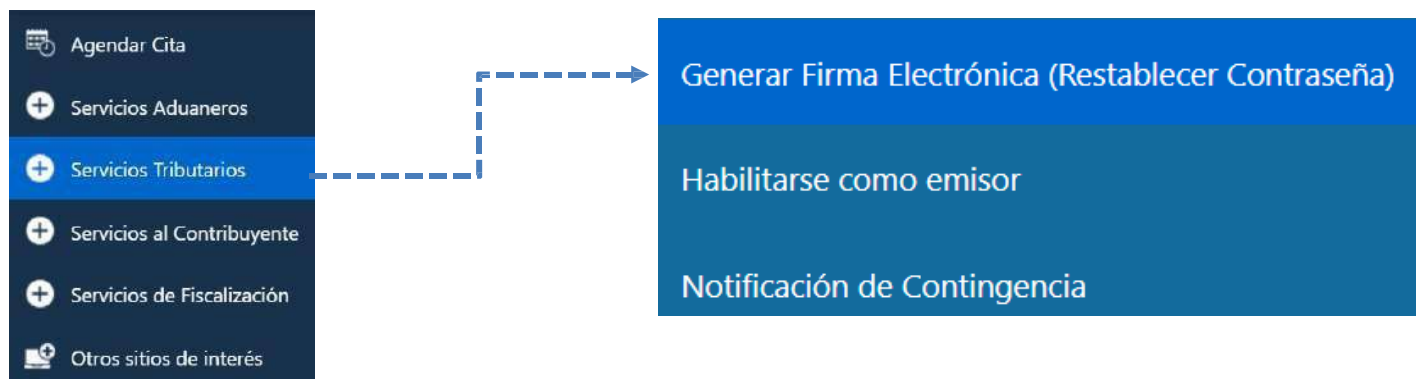 Agendar Cita
Servicios Aduaneros
Servicios Tributarios
Servicios al Contribuyente
Servicios de Fiscalización
Otros sitios de interés
Generar Firma Electrónica (Restablecer Contraseña)
Habilitarse como emisor
Notificación de Contingencia